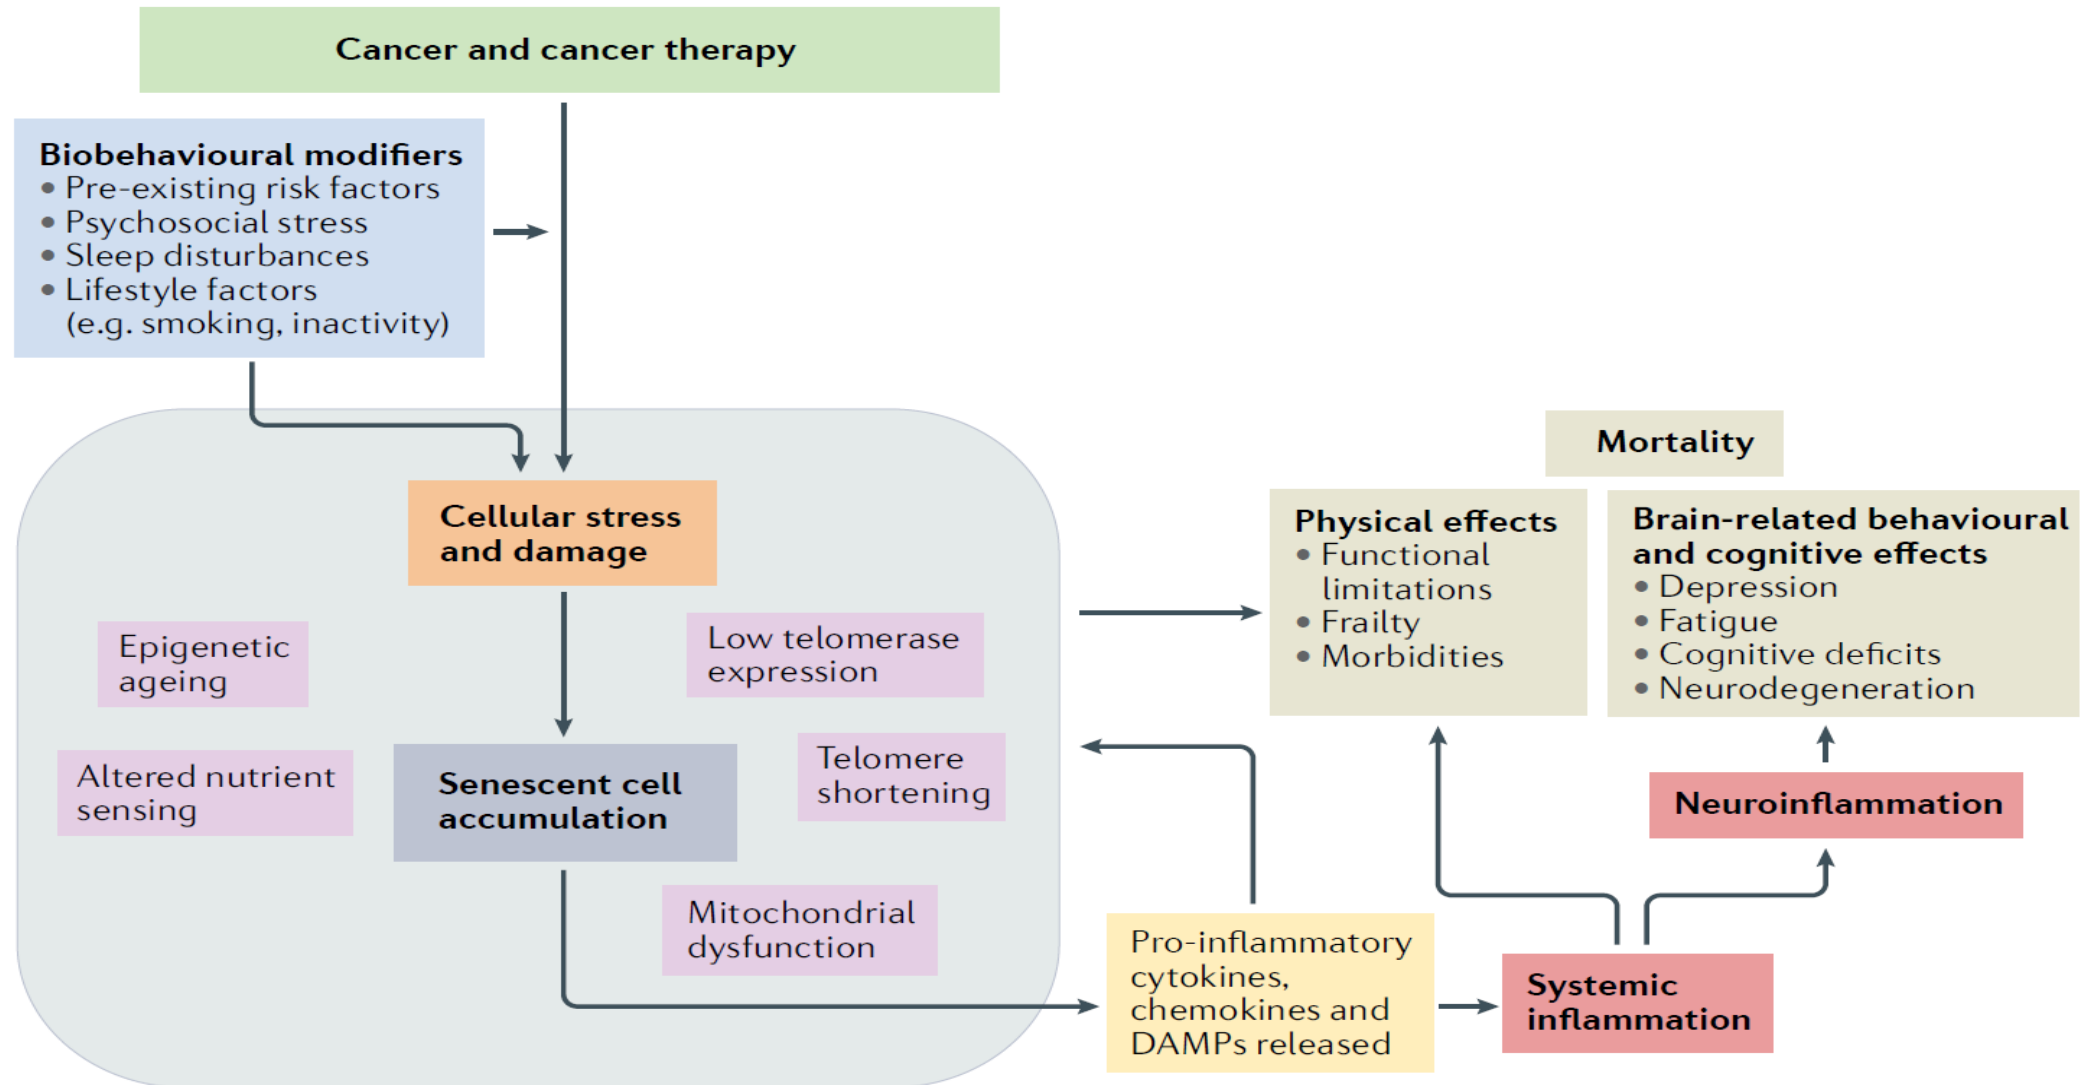 Cancer and cancer therapy
Biobehavioural modifiers
• Pre-existing risk factors
• Psychosocial stress
• Sleep disturbances
• Lifestyle factors
(e.g. smoking, inactivity)
Cellular stress
and damage
Epigenetic
ageing
Low telomerase
expression
Altered nutrient
sensing
Senescent cell
accumulation
Telomere
shortening
Mitochondrial
dysfunction
Pro-inflammatory
cytokines,
chemokines and
DAMPs released
Systemic
inflammation
Neuroinflammation
Mortality
Physical effects
• Functional
limitations
• Frailty
• Morbidities
Brain-related behavioural
and cognitive effects
• Depression
• Fatigue
• Cognitive deficits
• Neurodegeneration